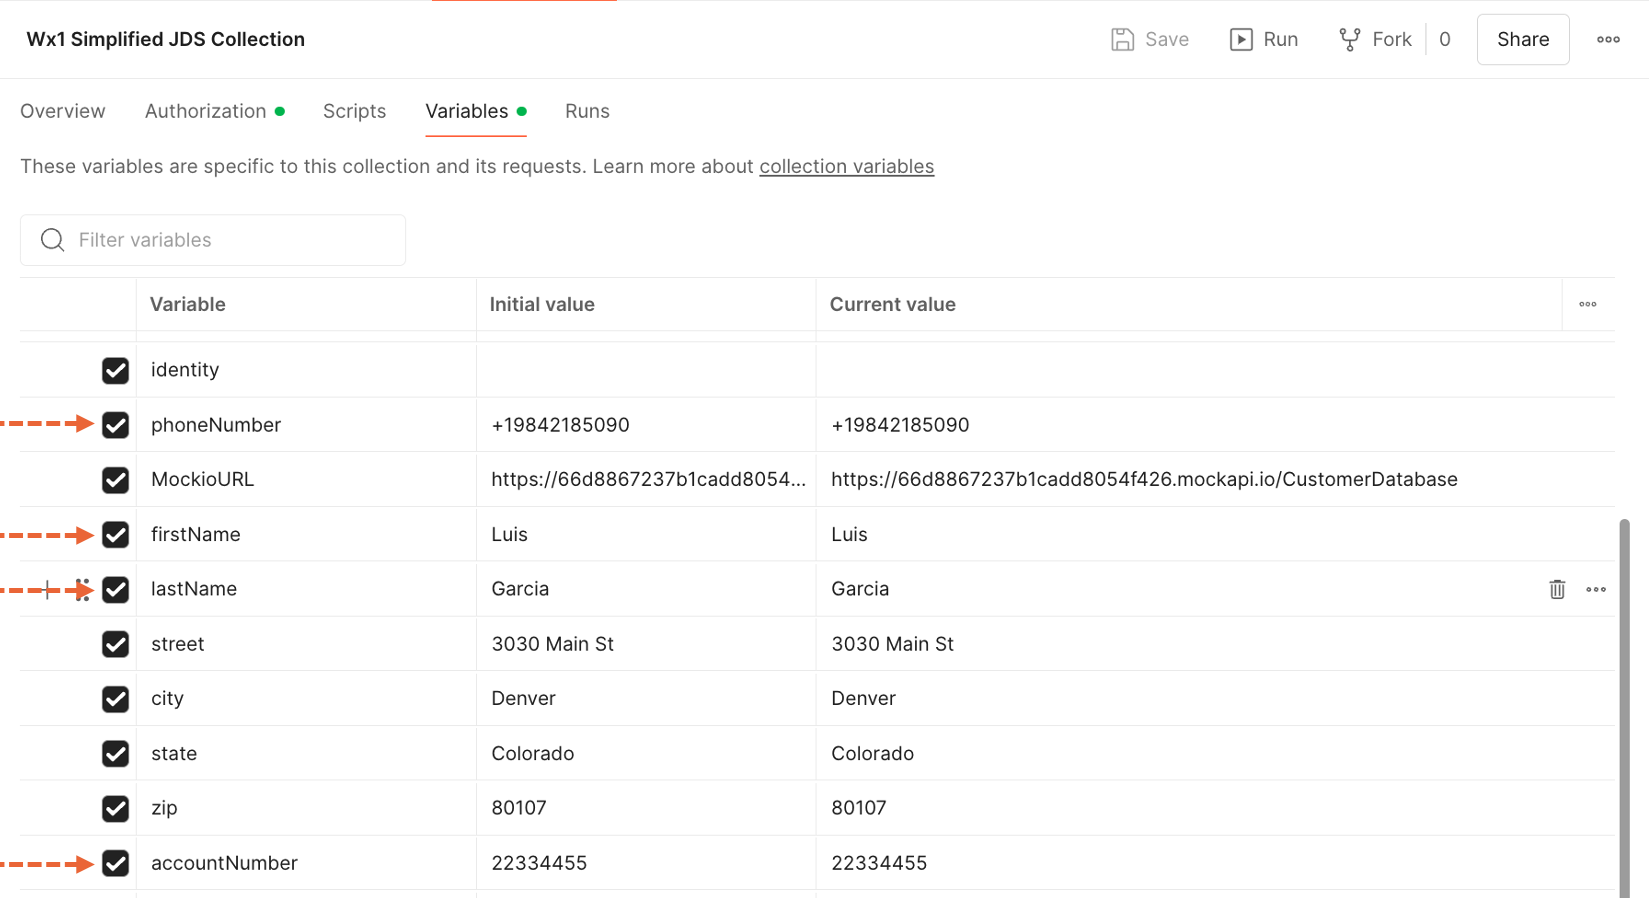 Wx1 Simplified JDS Collection Save Run Fork 0 Share
Overview Authorization Scripts Variables Runs
These variables are specific to this collection and its requests. Learn more about collection variables
Filter variables
Variable Initial value Current value
identity
phoneNumber +19842185090 +19842185090
MockioURL https://66d8867237b1cadd8054... https://66d8867237b1cadd8054f426.mockapi.io/CustomerDatabase
firstName Luis Luis
lastName Garcia Garcia
street 3030 Main St 3030 Main St
city Denver Denver
state Colorado Colorado
zip 80107 80107
accountNumber 22334455 22334455